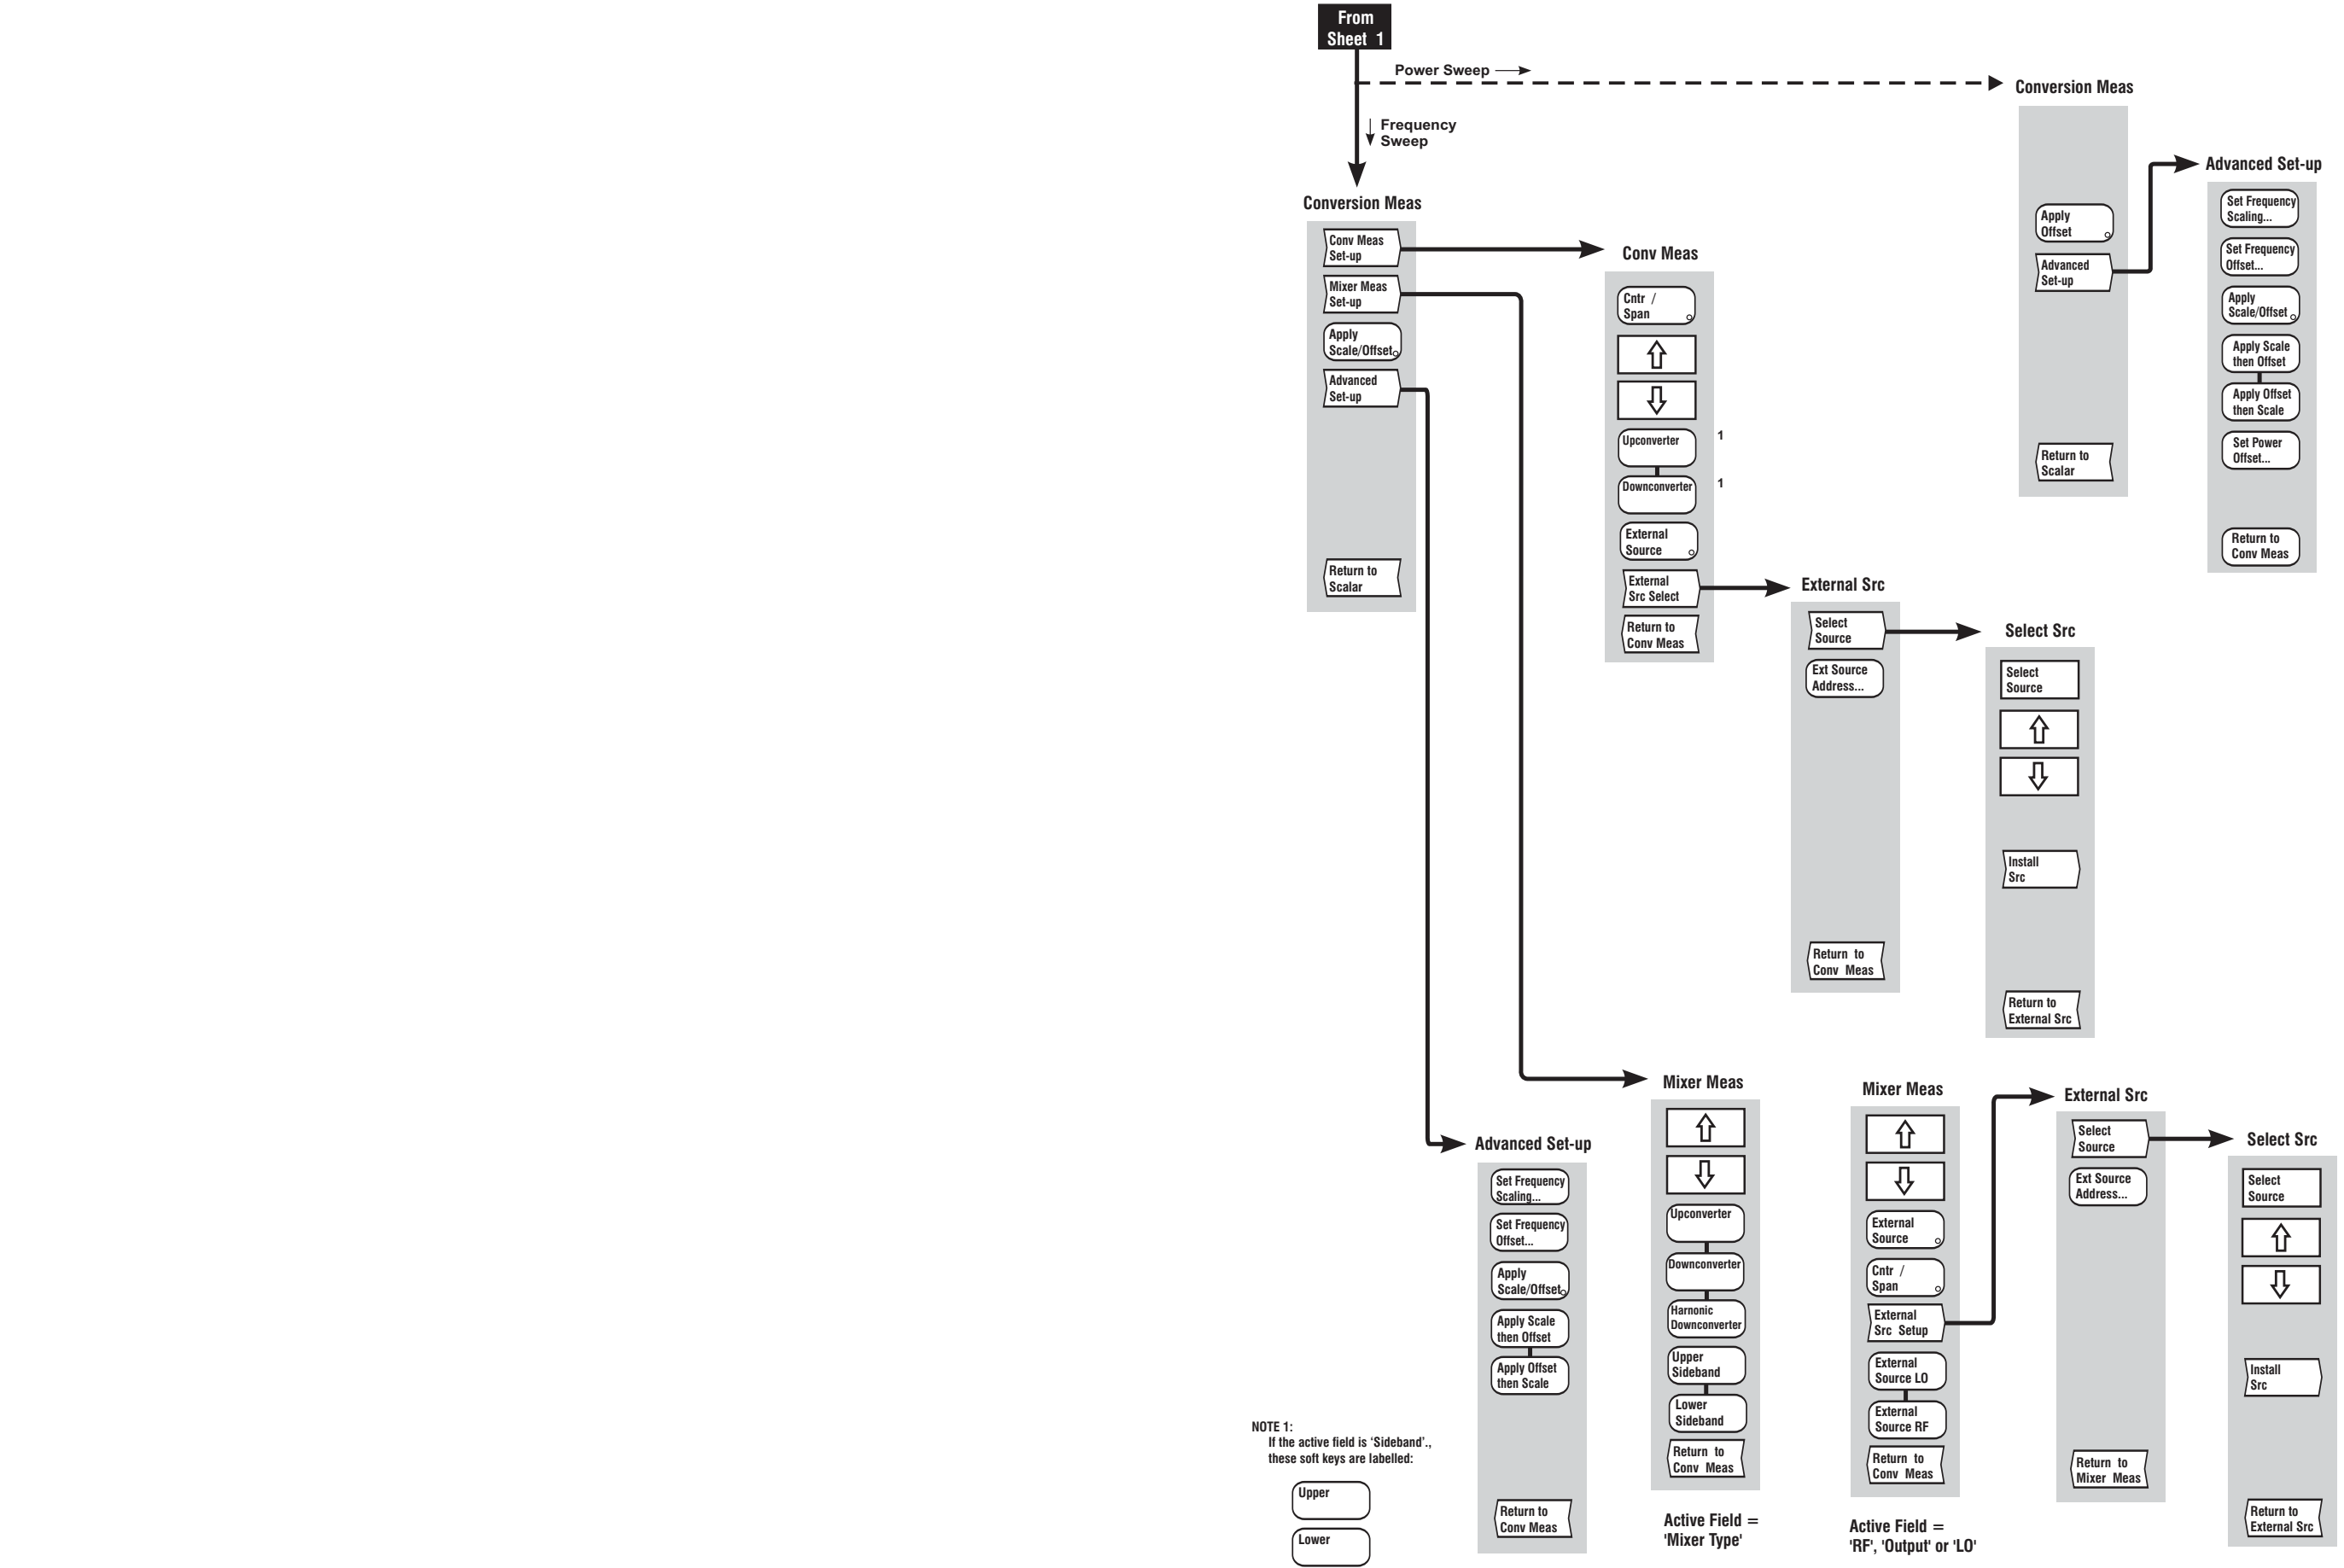 From
Sheet 1
Power Sweep
Frequency
Sweep
Conversion Meas
Conv Meas
Set-up
Mixer Meas
Set-up
Apply
Scale/Offset
Advanced
Set-up
Return to
Scalar
Conv Meas
Cntr /
Span
Upconverter
1
Downconverter
1
External
Source
External
Src Select
Return to
Conv Meas
External Src
Select
Source
Ext Source
Address...
Return to
Conv Meas
Select Src
Select
Source
Install
Src
Return to
External Src
Conversion Meas
Apply
Offset
Advanced
Set-up
Return to
Scalar
Advanced Set-up
Set Frequency
Scaling...
Set Frequency
Offset...
Apply
Scale/Offset
Apply Scale
then Offset
Apply Offset
then Scale
Set Power
Offset...
Return to
Conv Meas
Advanced Set-up
Set Frequency
Scaling...
Set Frequency
Offset...
Apply
Scale/Offset
Apply Scale
then Offset
Apply Offset
then Scale
Return to
Conv Meas
Mixer Meas
Upconverter
Downconverter
Harnonic
Downconverter
Upper
Sideband
Lower
Sideband
Return to
Conv Meas
Active Field =
'Mixer Type'
Mixer Meas
External
Source
Cntr /
Span
External
Src Setup
External
Source LO
External
Source RF
Return to
Conv Meas
Active Field =
'RF', 'Output' or 'LO'
External Src
Select
Source
Ext Source
Address...
Return to
Mixer Meas
Select Src
Select
Source
Install
Src
Return to
External Src
NOTE 1:
If the active field is ‘Sideband’.,
these soft keys are labelled:
Upper
Lower